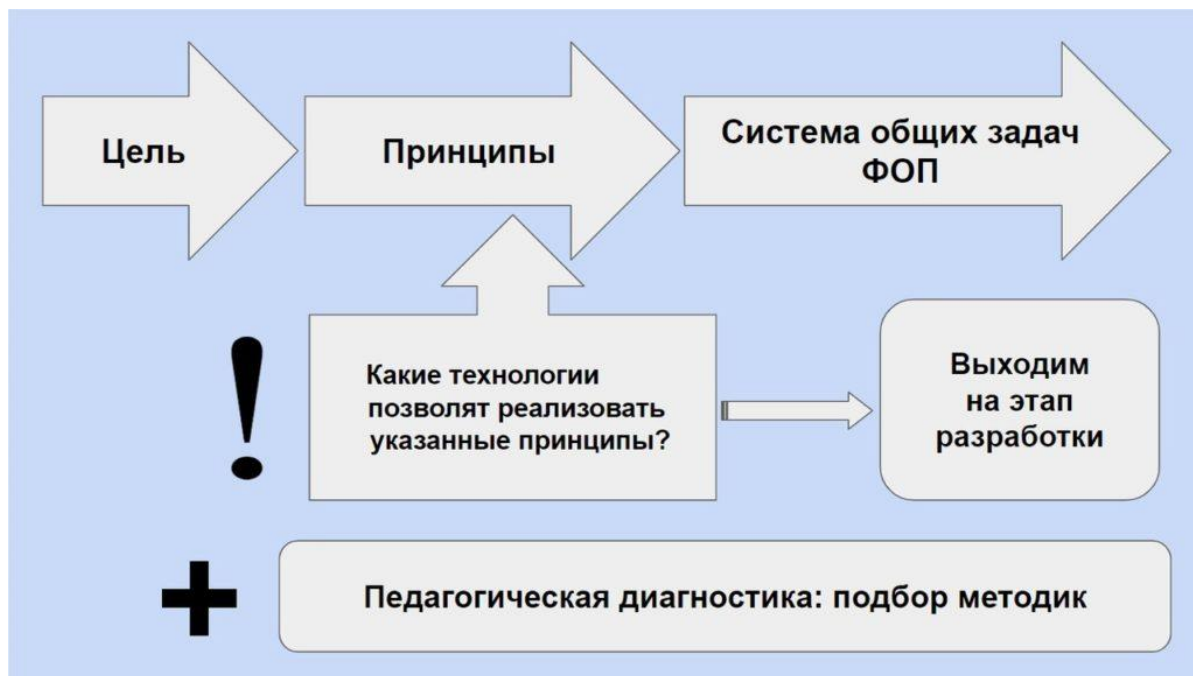 Цель
Принципы
Система общих задач
ФОП
!
Какие технологии
позволят реализовать
указанные принципы?
Выходим
на этап
разработки
+
Педагогическая диагностика: подбор методик